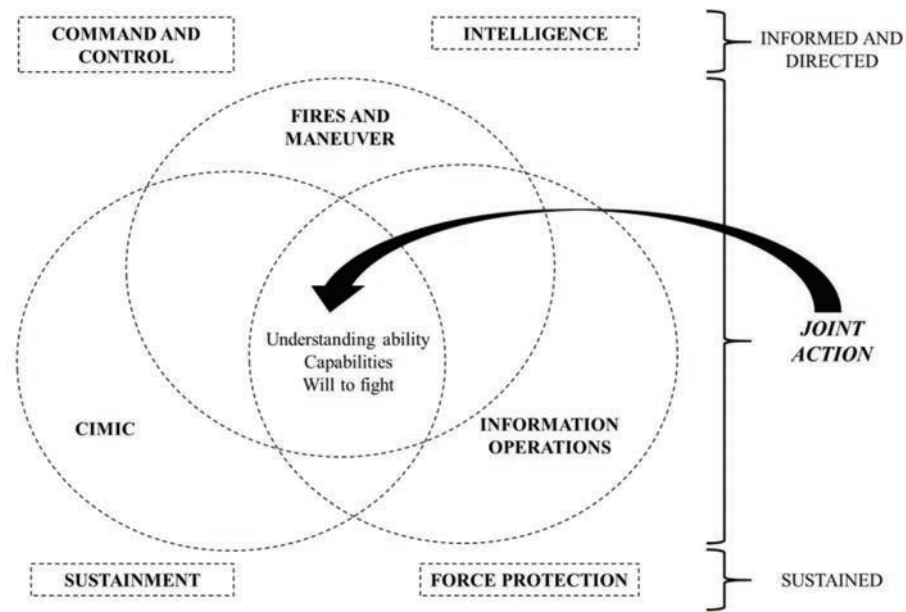 COMMAND AND
CONTROL
INTELLIGENCE
INFORMED AND
DIRECTED
FIRES AND
MANEUVER
Understanding ability
Capabilities
Will to fight
JOINT
ACTION
CIMIC
INFORMATION
OPERATIONS
SUSTAINMENT
FORCE PROTECTION
SUSTAINED